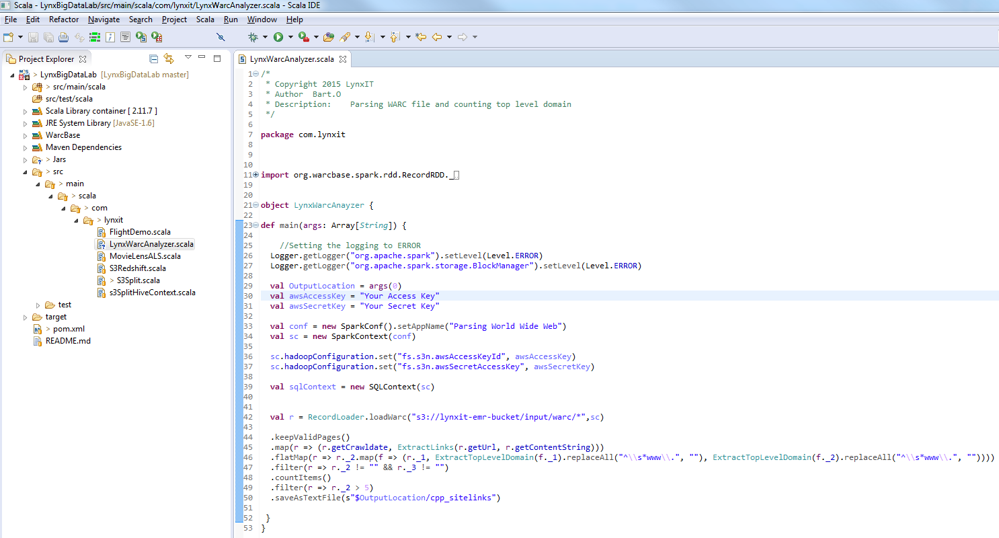 Scala - LynxBigDataLab/src/main/scala/com/lynxit/LynxWarcAnalyzer.scala - Scala IDE
File Edit Refactor Navigate Search Project Scala Run Window Help
Project Explorer
LynxWarcAnalyzer.scala
> LynxBigDataLab [LynxBigDataLab master]
> src/main/scala
src/test/scala
Scala Library container [ 2.11.7 ]
JRE System Library [JavaSE-1.6]
WarcBase
Maven Dependencies
> Jars
> src
> main
> scala
> com
> lynxit
FlightDemo.scala
LynxWarcAnalyzer.scala
MovieLensALS.scala
S3Redshift.scala
> S3Split.scala
s3SplitHiveContext.scala
test
target
> pom.xml
README.md
1 /*
2 * Copyright 2015 LynxIT
3 * Author Bart.O
4 * Description: Parsing WARC file and counting top level domain
5 */
6
7 package com.lynxit
8
9
10
11 import org.warcbase.spark.rdd.RecordRDD._
19
20
21 object LynxWarcAnayzer {
22
23 def main(args: Array[String]) {
24
25 //Setting the logging to ERROR
26 Logger.getLogger("org.apache.spark").setLevel(Level.ERROR)
27 Logger.getLogger("org.apache.spark.storage.BlockManager").setLevel(Level.ERROR)
28
29 val OutputLocation = args(0)
30 val awsAccessKey = "Your Access Key"
31 val awsSecretKey = "Your Secret Key"
32
33 val conf = new SparkConf().setAppName("Parsing World Wide Web")
34 val sc = new SparkContext(conf)
35
36 sc.hadoopConfiguration.set("fs.s3n.awsAccessKeyId", awsAccessKey)
37 sc.hadoopConfiguration.set("fs.s3n.awsSecretAccessKey", awsSecretKey)
38
39 val sqlContext = new SQLContext(sc)
40
41
42 val r = RecordLoader.loadWarc("s3://lynxit-emr-bucket/input/warc/*",sc)
43
44 .keepValidPages()
45 .map(r => (r.getCrawldate, ExtractLinks(r.getUrl, r.getContentString)))
46 .flatMap(r => r._2.map(f => (r._1, ExtractTopLevelDomain(f._1).replaceAll("^\\s*www\\.", ""), ExtractTopLevelDomain(f._2).replaceAll("^\\s*www\\.", ""))))
47 .filter(r => r._2 != "" && r._3 != "")
48 .countItems()
49 .filter(r => r._2 > 5)
50 .saveAsTextFile(s"$OutputLocation/cpp_sitelinks")
51
52 }
53 }